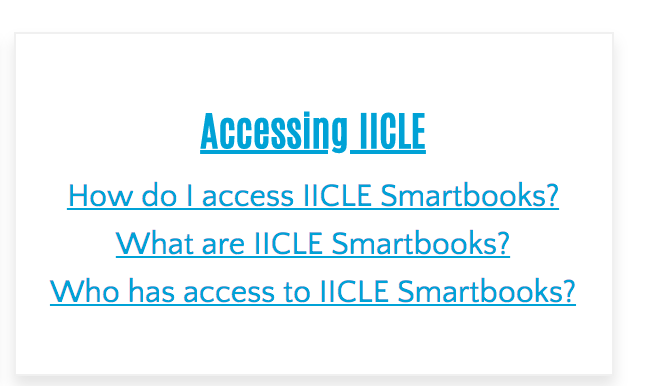 Accessing IICLE
How do I access IICLE Smartbooks?
What are IICLE Smartbooks?
Who has access to IICLE Smartbooks?